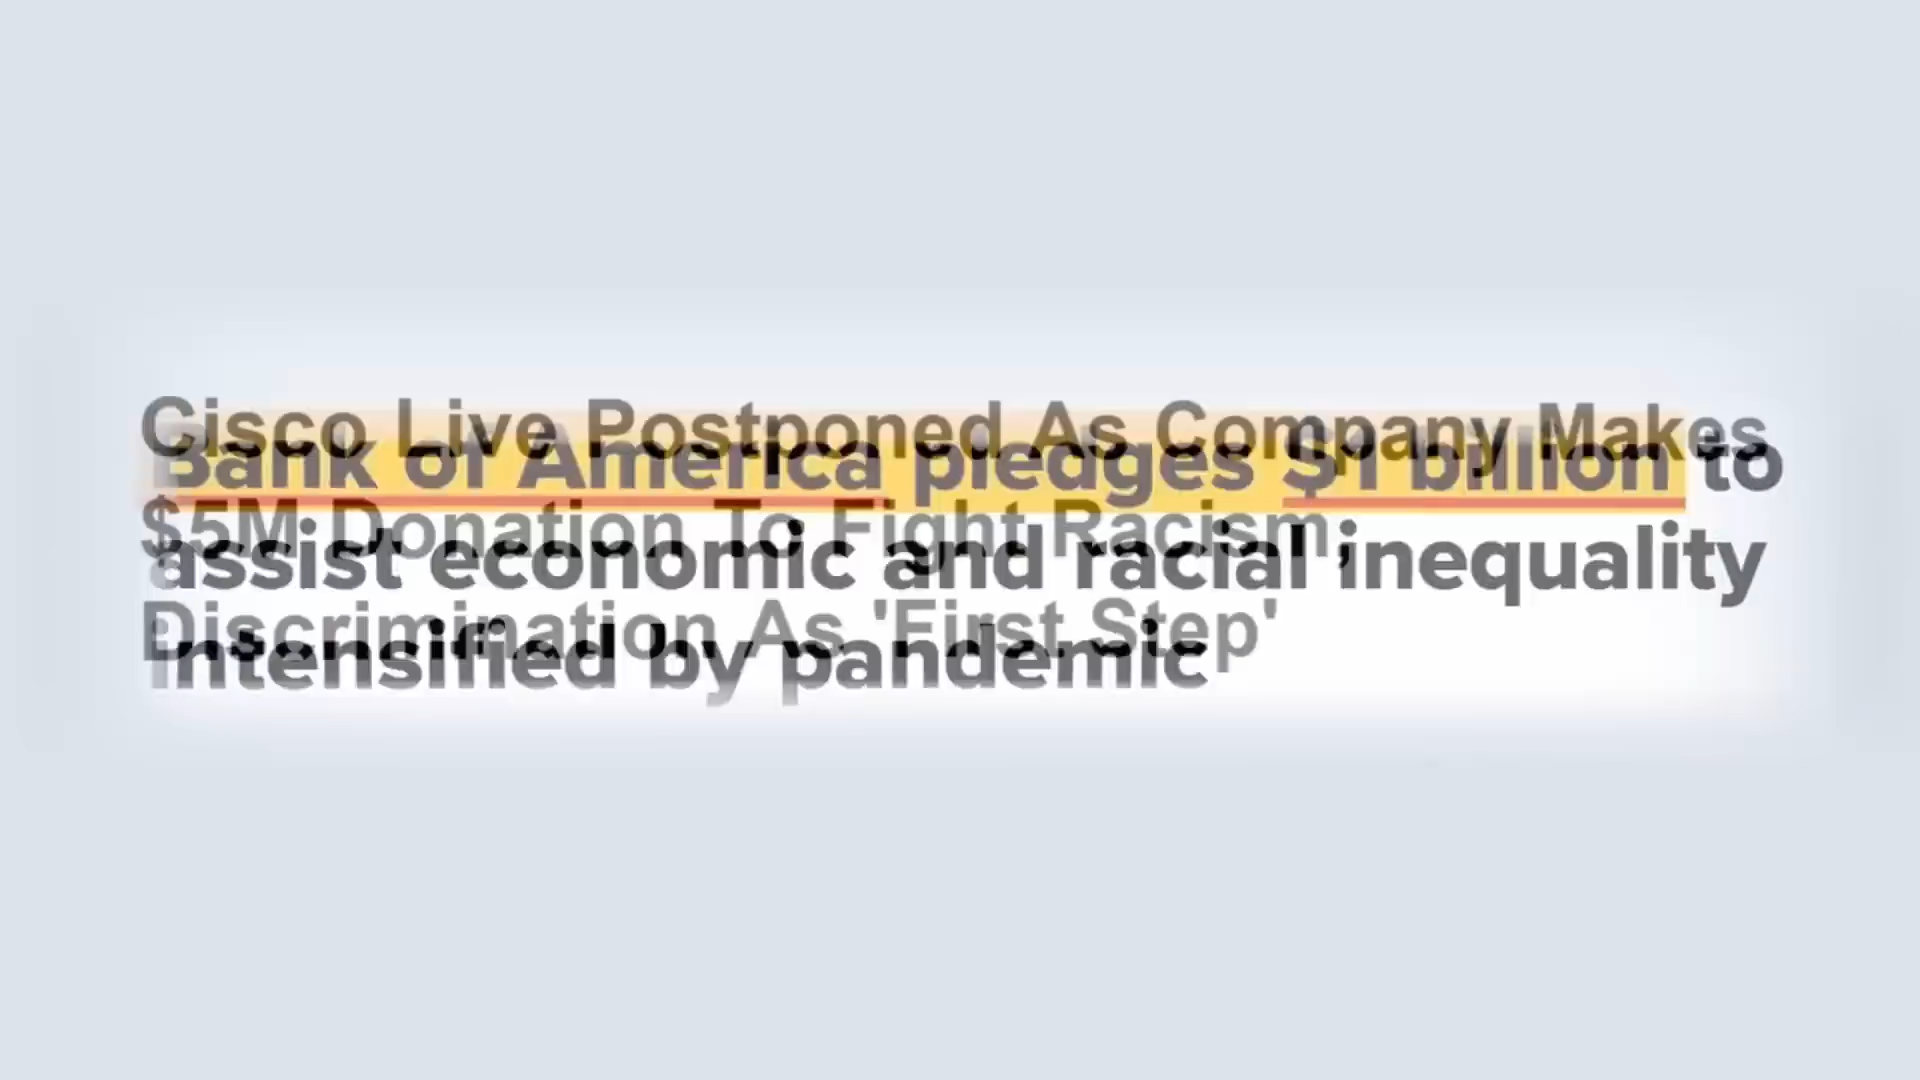 Cisco Live Postponed As Company Makes
$5M Donation To Fight Racism,
Discrimination As 'First Step'
Bank of America pledges $1 billion to
assist economic and racial inequality
intensified by pandemic